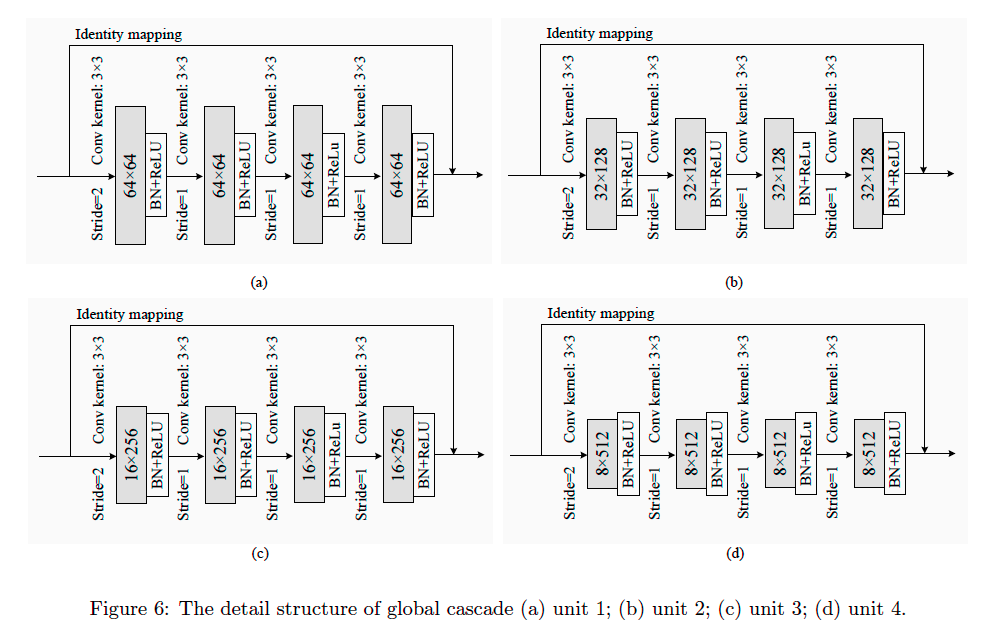 Identity mapping
Stride=2 Conv kernel: 3×3
64×64
BN+ReLU
Stride=1 Conv kernel: 3×3
64×64
BN+ReLU
Stride=1 Conv kernel: 3×3
64×64
BN+ReLu
Stride=1 Conv kernel: 3×3
64×64
BN+ReLU
(a)
Identity mapping
Stride=2 Conv kernel: 3×3
32×128
BN+ReLU
Stride=1 Conv kernel: 3×3
32×128
BN+ReLU
Stride=1 Conv kernel: 3×3
32×128
BN+ReLu
Stride=1 Conv kernel: 3×3
32×128
BN+ReLU
(b)
Identity mapping
Stride=2 Conv kernel: 3×3
16×256
BN+ReLU
Stride=1 Conv kernel: 3×3
16×256
BN+ReLU
Stride=1 Conv kernel: 3×3
16×256
BN+ReLu
Stride=1 Conv kernel: 3×3
16×256
BN+ReLU
(c)
Identity mapping
Stride=2 Conv kernel: 3×3
8×512
BN+ReLU
Stride=1 Conv kernel: 3×3
8×512
BN+ReLU
Stride=1 Conv kernel: 3×3
8×512
BN+ReLu
Stride=1 Conv kernel: 3×3
8×512
BN+ReLU
(d)
Figure 6: The detail structure of global cascade (a) unit 1; (b) unit 2; (c) unit 3; (d) unit 4.